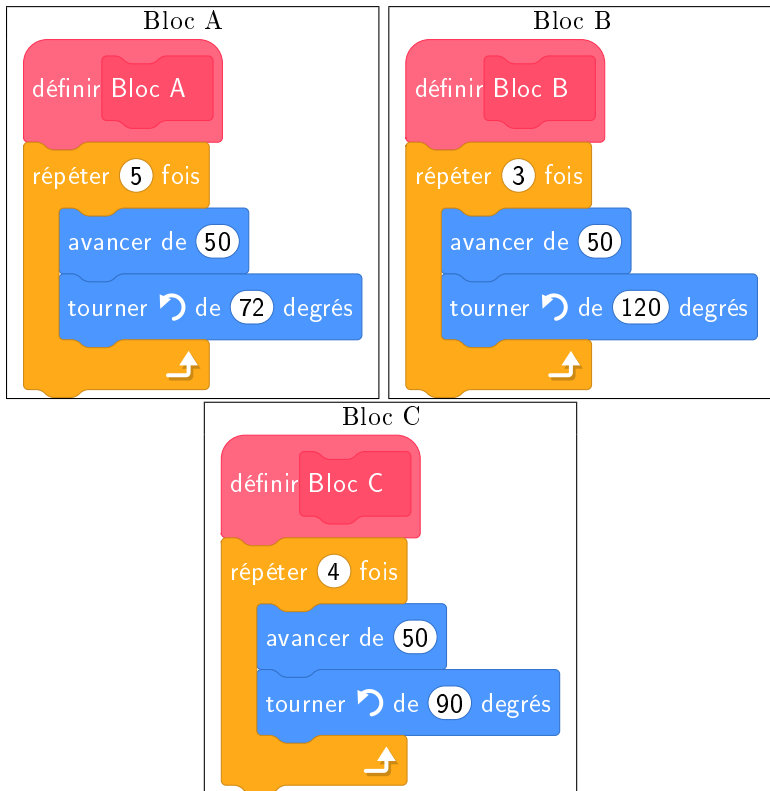 Bloc A
définir Bloc A
répéter 5 fois
avancer de 50
tourner de 72 degrés
Bloc B
définir Bloc B
répéter 3 fois
avancer de 50
tourner de 120 degrés
Bloc C
définir Bloc C
répéter 4 fois
avancer de 50
tourner de 90 degrés